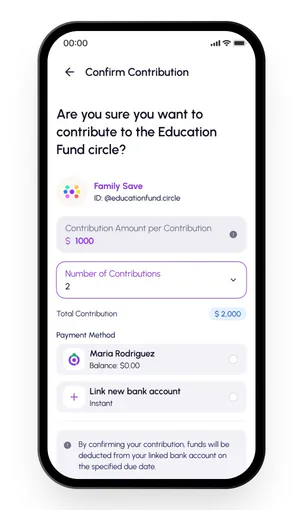 00:00
Confirm Contribution
Are you sure you want to
contribute to the Education
Fund circle?
Family Save
ID: @educationfund.circle
Contribution Amount per Contribution
$ 1000
Number of Contributions
2
Total Contribution
$ 2,000
Payment Method
Maria Rodriguez
Balance: $0.00
Link new bank account
Instant
By confirming your contribution, funds will be
deducted from your linked bank account on
the specified due date.